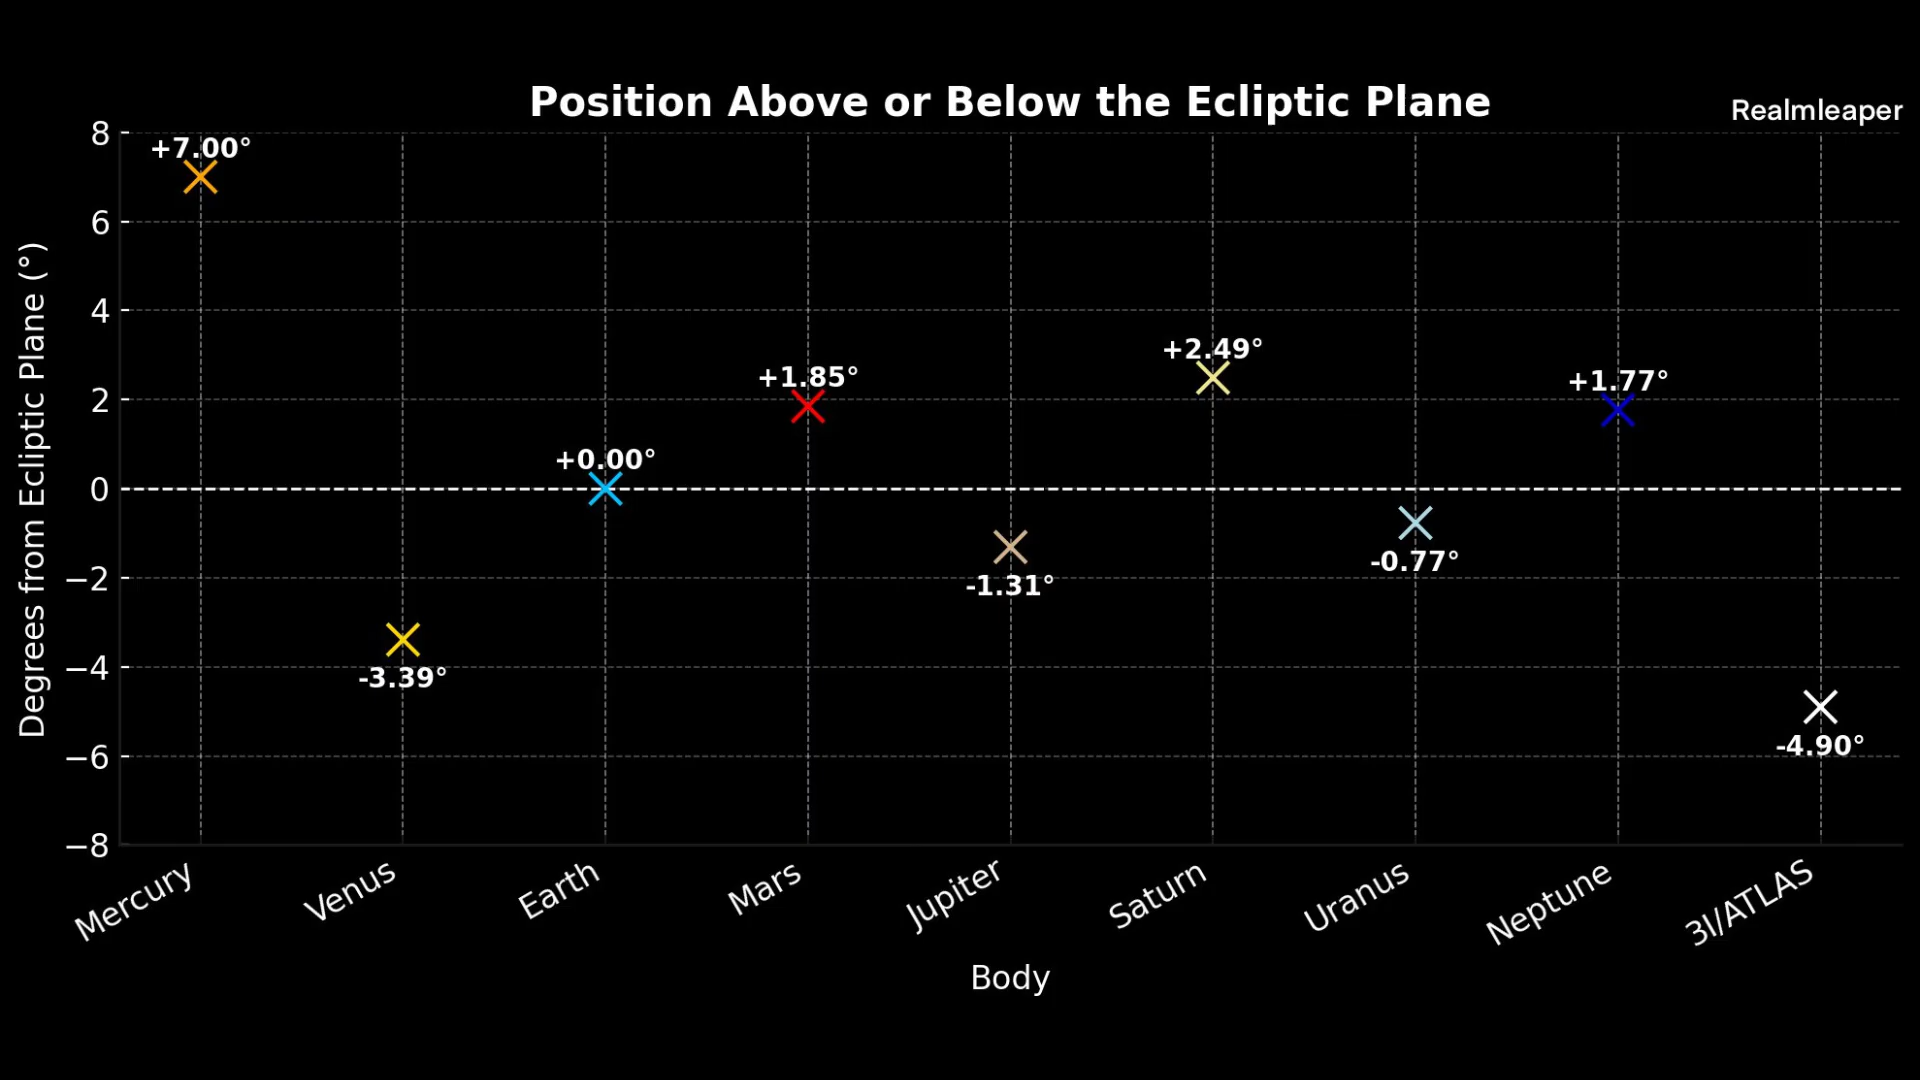 Position Above or Below the Ecliptic Plane
Realmleaper
Degrees from Ecliptic Plane (°)
8
6
4
2
0
−2
−4
−6
−8
+7.00°
-3.39°
+0.00°
+1.85°
-1.31°
+2.49°
-0.77°
+1.77°
-4.90°
Mercury
Venus
Earth
Mars
Jupiter
Saturn
Uranus
Neptune
3I/ATLAS
Body